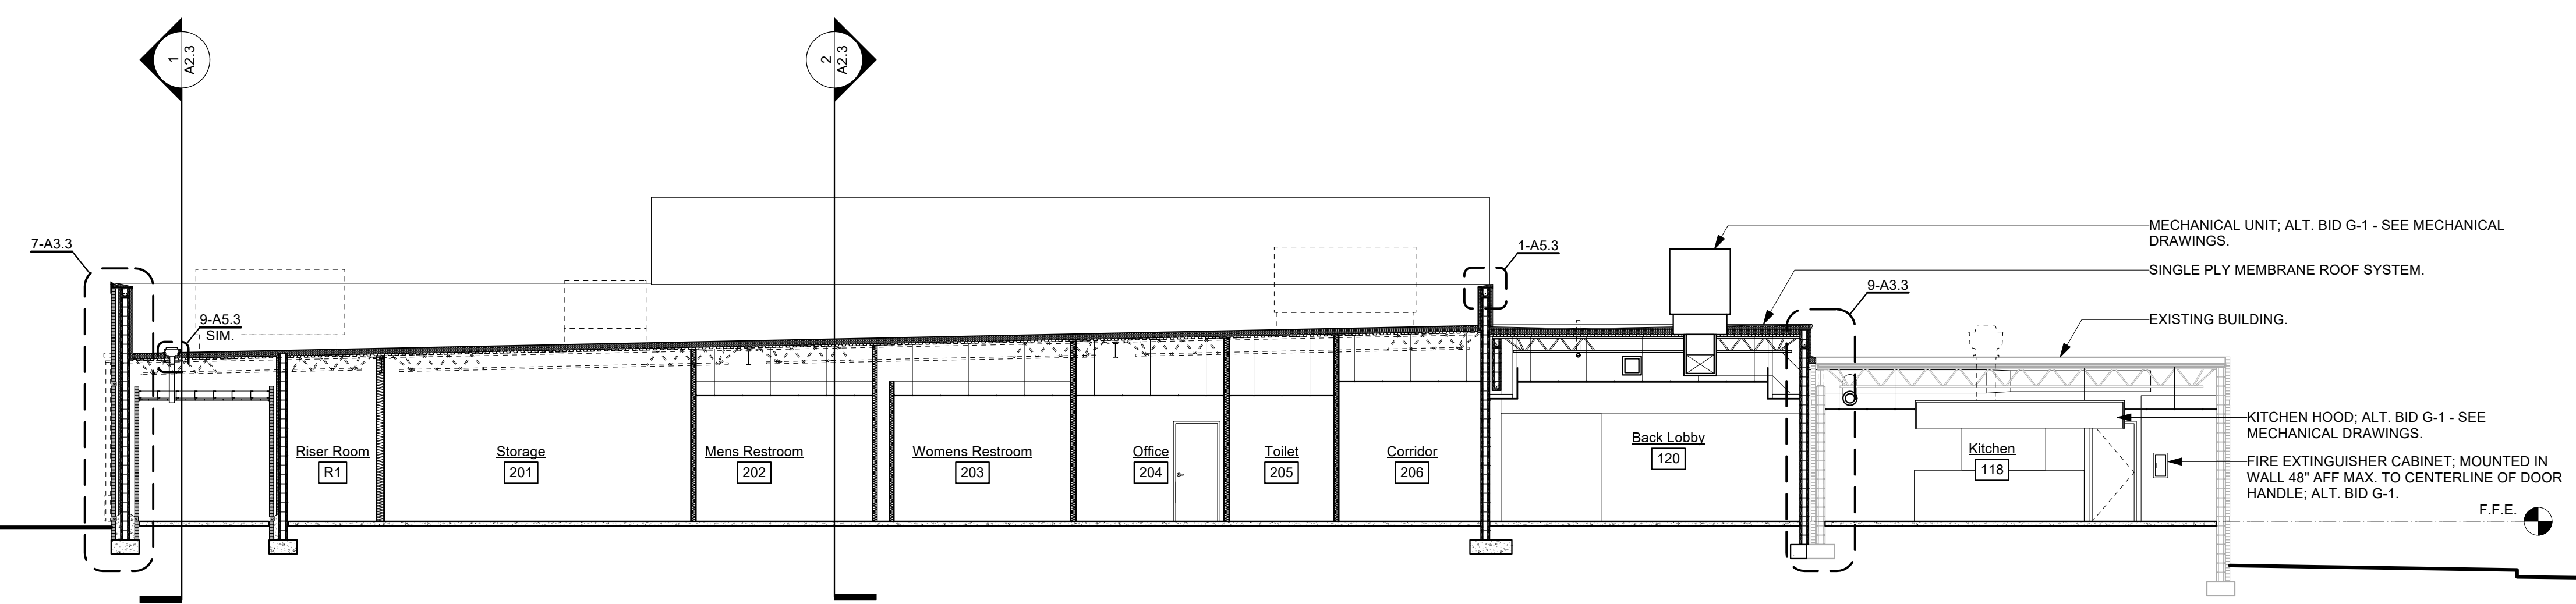 1
A2.3
2
A2.3
7-A3.3
9-A5.3
SIM.
1-A5.3
9-A3.3
MECHANICAL UNIT; ALT. BID G-1 - SEE MECHANICAL
DRAWINGS.
SINGLE PLY MEMBRANE ROOF SYSTEM.
EXISTING BUILDING.
KITCHEN HOOD; ALT. BID G-1 - SEE
MECHANICAL DRAWINGS.
FIRE EXTINGUISHER CABINET; MOUNTED IN
WALL 48" AFF MAX. TO CENTERLINE OF DOOR
HANDLE; ALT. BID G-1.
F.F.E.
Riser Room
R1
Storage
201
Mens Restroom
202
Womens Restroom
203
Office
204
Toilet
205
Corridor
206
Back Lobby
120
Kitchen
118